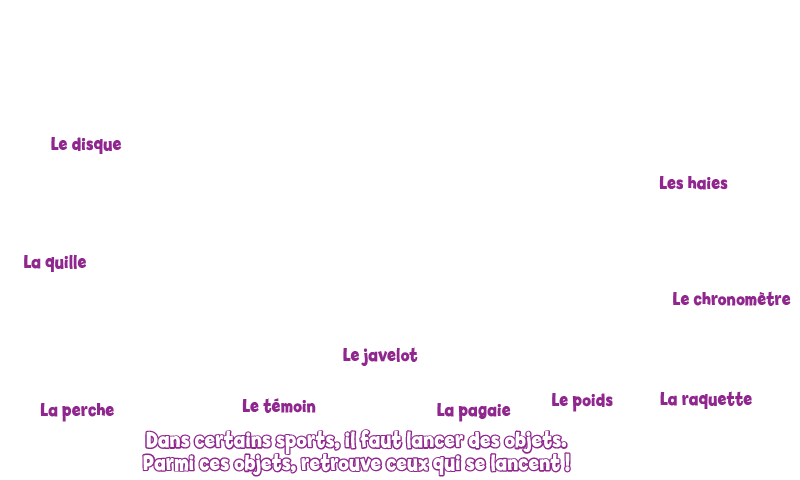 Le disque
Les haies
La quille
Le chronomètre
Le javelot
La perche
Le témoin
La pagaie
Le poids
La raquette
Dans certains sports, il faut lancer des objets.
Parmi ces objets, retrouve ceux qui se lancent !